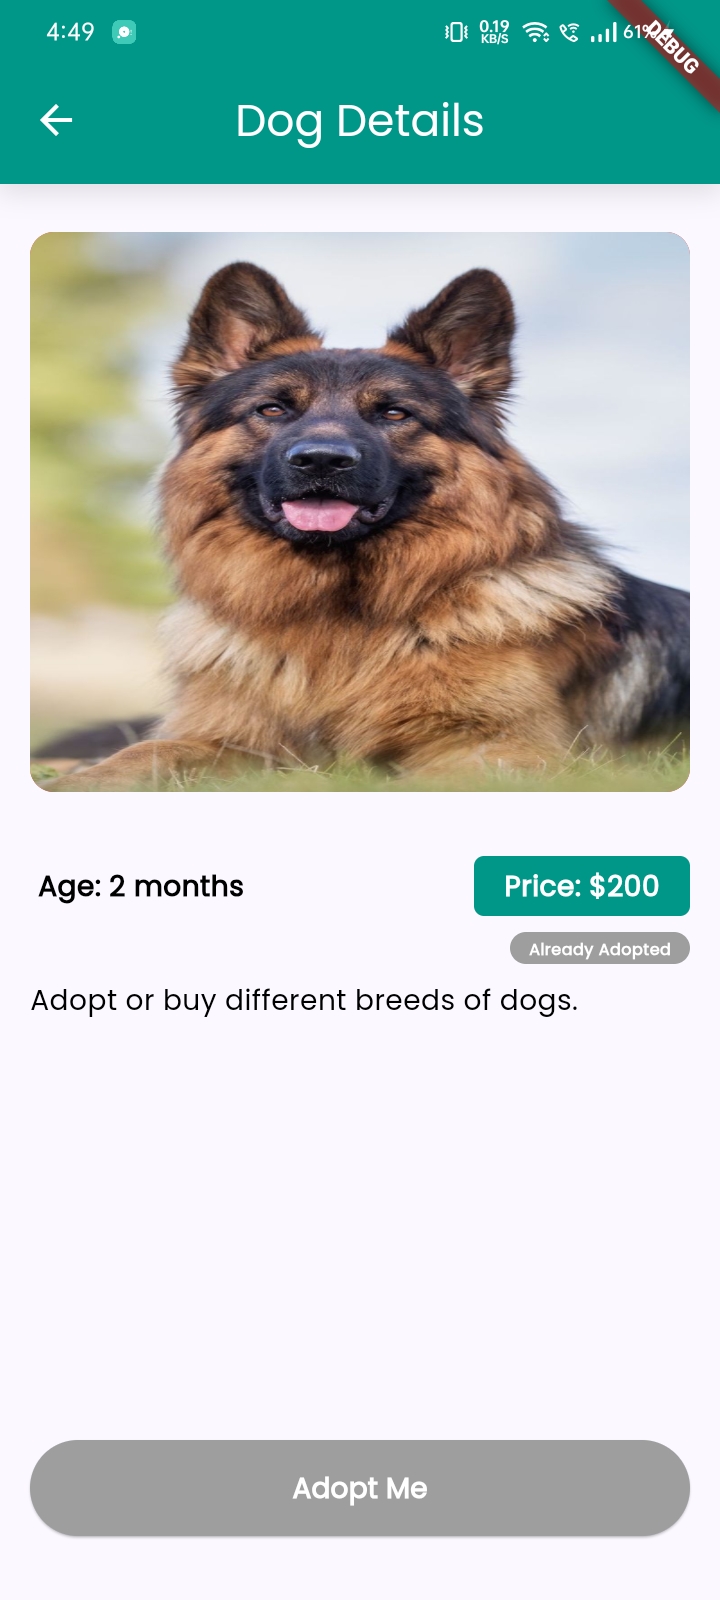 4:49
0.19
KB/S
61%
DEBUG
Dog Details
Age: 2 months
Price: $200
Already Adopted
Adopt or buy different breeds of dogs.
Adopt Me